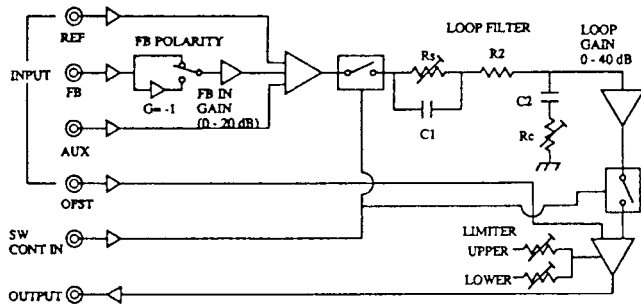 REF
INPUT
FB
AUX
OFST
SW
CONT IN
OUTPUT
FB POLARITY
G= -1
FB IN
GAIN
(0 - 20 dB)
LOOP FILTER
Rs
C1
R2
C2
Rc
LOOP
GAIN
0 - 40 dB
LIMITER
UPPER
LOWER